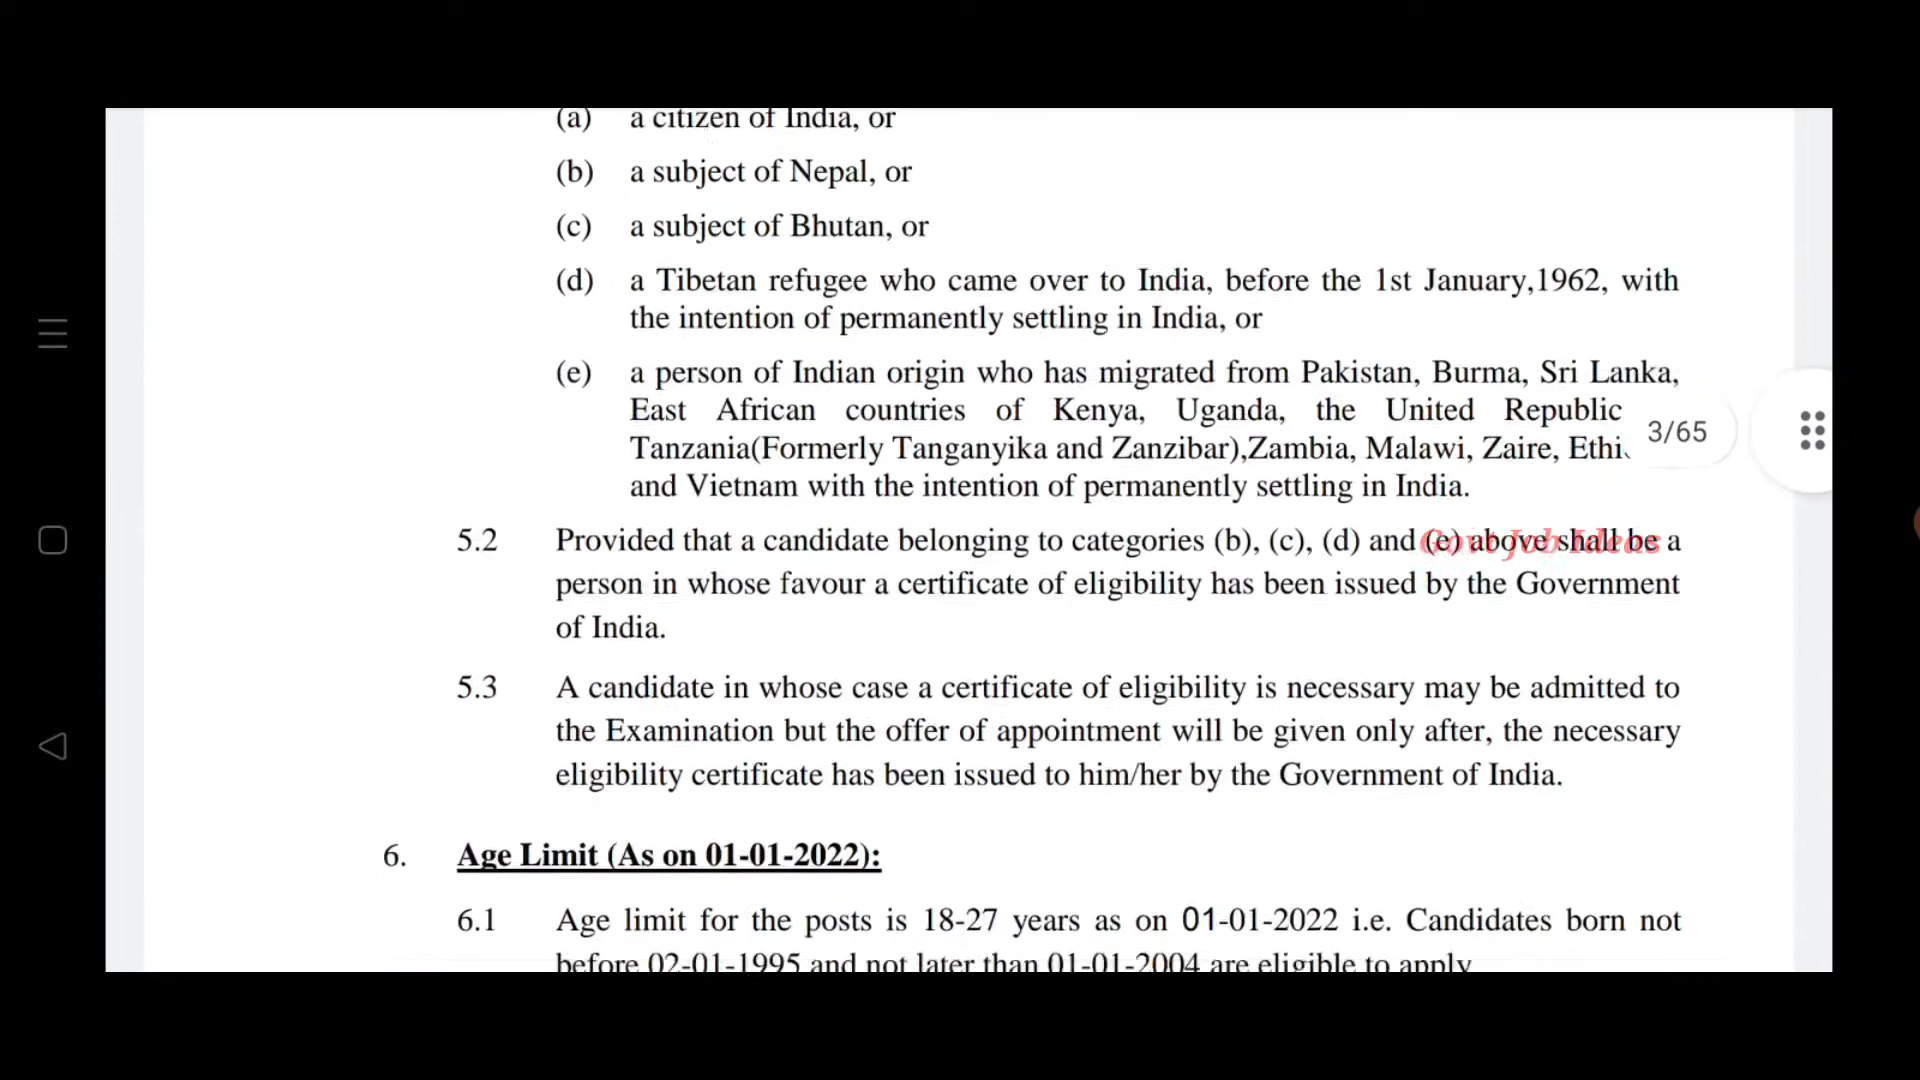 (a) a citizen of India, or
(b) a subject of Nepal, or
(c) a subject of Bhutan, or
(d) a Tibetan refugee who came over to India, before the 1st January,1962, with
the intention of permanently settling in India, or
(e) a person of Indian origin who has migrated from Pakistan, Burma, Sri Lanka,
East African countries of Kenya, Uganda, the United Republic
3/65
Tanzania(Formerly Tanganyika and Zanzibar),Zambia, Malawi, Zaire,
and Vietnam with the intention of permanently settling in India.
5.2 Provided that a candidate belonging to categories (b), (c), (d) and (e) above shall be a
Govt Job Ideas
person in whose favour a certificate of eligibility has been issued by the Government
of India.
5.3 A candidate in whose case a certificate of eligibility is necessary may be admitted to
the Examination but the offer of appointment will be given only after, the necessary
eligibility certificate has been issued to him/her by the Government of India.
6. Age Limit (As on 01-01-2022):
6.1 Age limit for the posts is 18-27 years as on 01-01-2022 i.e. Candidates born not
before 02-01-1995 and not later than 01-01-2004 are eligible to apply